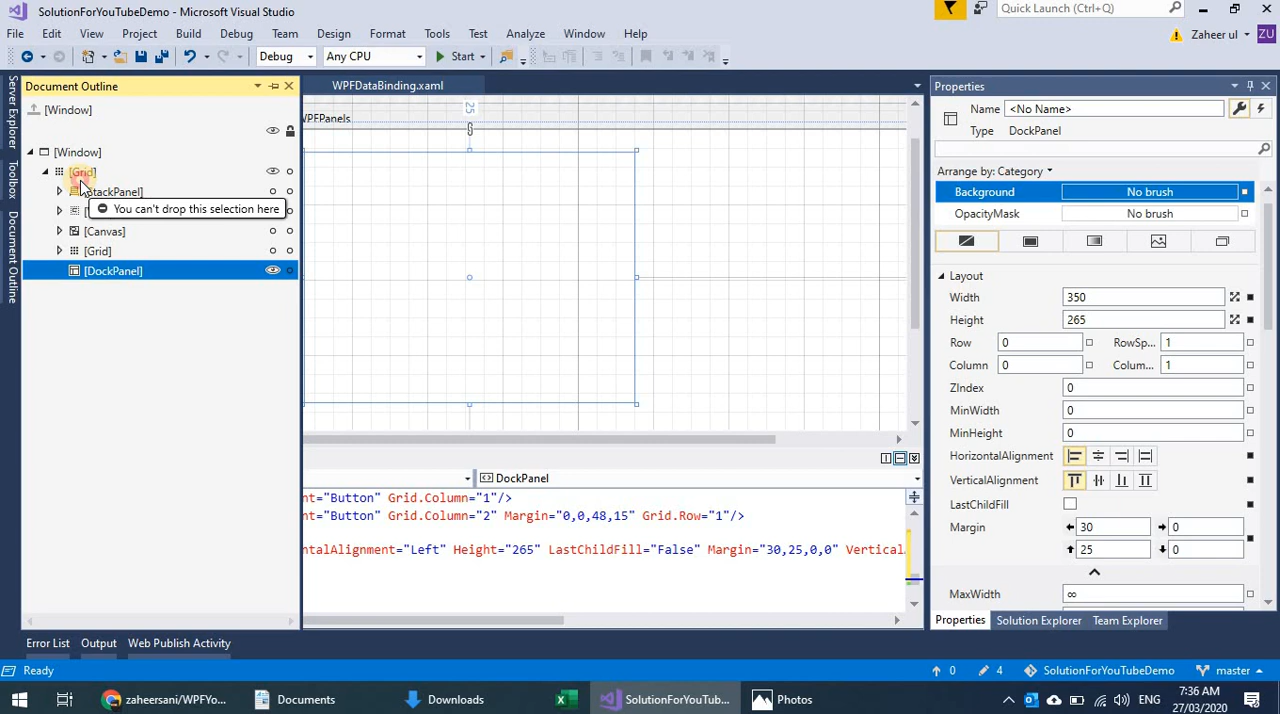 SolutionForYouTubeDemo - Microsoft Visual Studio
Quick Launch (Ctrl+Q)
File Edit View Project Build Debug Team Design Format Tools Test Analyze Window Help
Zaheer ul ZU
Debug Any CPU Start
Server Explorer
Toolbox
Document Outline
Document Outline
[Window]
[Window]
[Grid]
StackPanel]
You can't drop this selection here
[Canvas]
[Grid]
[DockPanel]
WPFDataBinding.xaml
25
WPFPanels
DockPanel
nt="Button" Grid.Column="1"/>
nt="Button" Grid.Column="2" Margin="0,0,48,15" Grid.Row="1"/>
ntalAlignment="Left" Height="265" LastChildFill="False" Margin="30,25,0,0" Vertical
Properties
Name <No Name>
Type DockPanel
Arrange by: Category
Background No brush
OpacityMask No brush
Layout
Width 350
Height 265
Row 0 RowSp... 1
Column 0 Colum... 1
ZIndex 0
MinWidth 0
MinHeight 0
HorizontalAlignment
VerticalAlignment
LastChildFill
Margin 30 0
25 0
MaxWidth ∞
Properties Solution Explorer Team Explorer
Error List Output Web Publish Activity
Ready 0 4 SolutionForYouTubeDemo master
zaheersani/WPFYo... Documents Downloads SolutionForYouTub... Photos
ENG
7:36 AM
27/03/2020